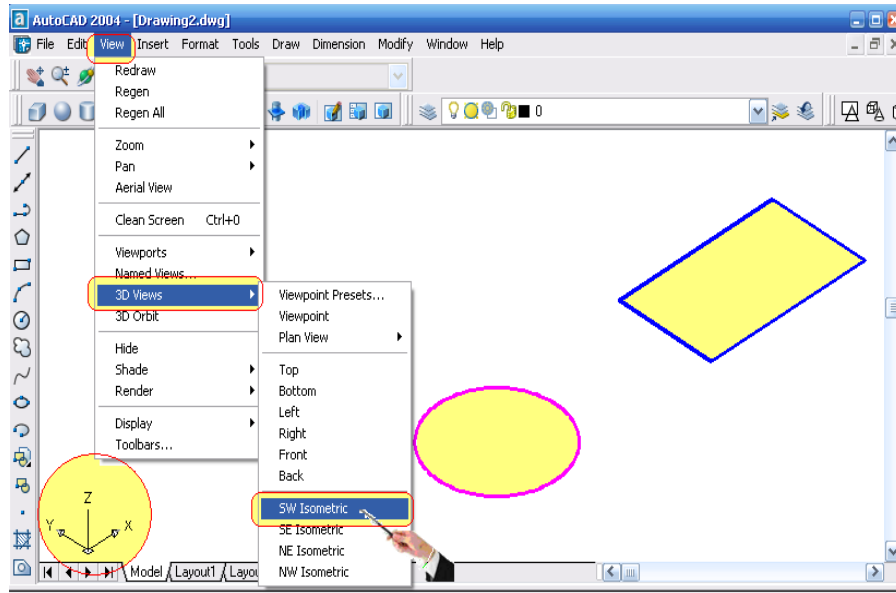 AutoCAD 2004 - [Drawing2.dwg]
File Edit View Insert Format Tools Draw Dimension Modify Window Help
Redraw
Regen
Regen All
0
Zoom
Pan
Aerial View
Clean Screen Ctrl+0
Viewports
Named Views...
3D Views
3D Orbit
Hide
Shade
Render
Display
Toolbars...
Viewpoint Presets...
Viewpoint
Plan View
Top
Bottom
Left
Right
Front
Back
SW Isometric
SE Isometric
NE Isometric
NW Isometric
Z
Y X
Model Layout1